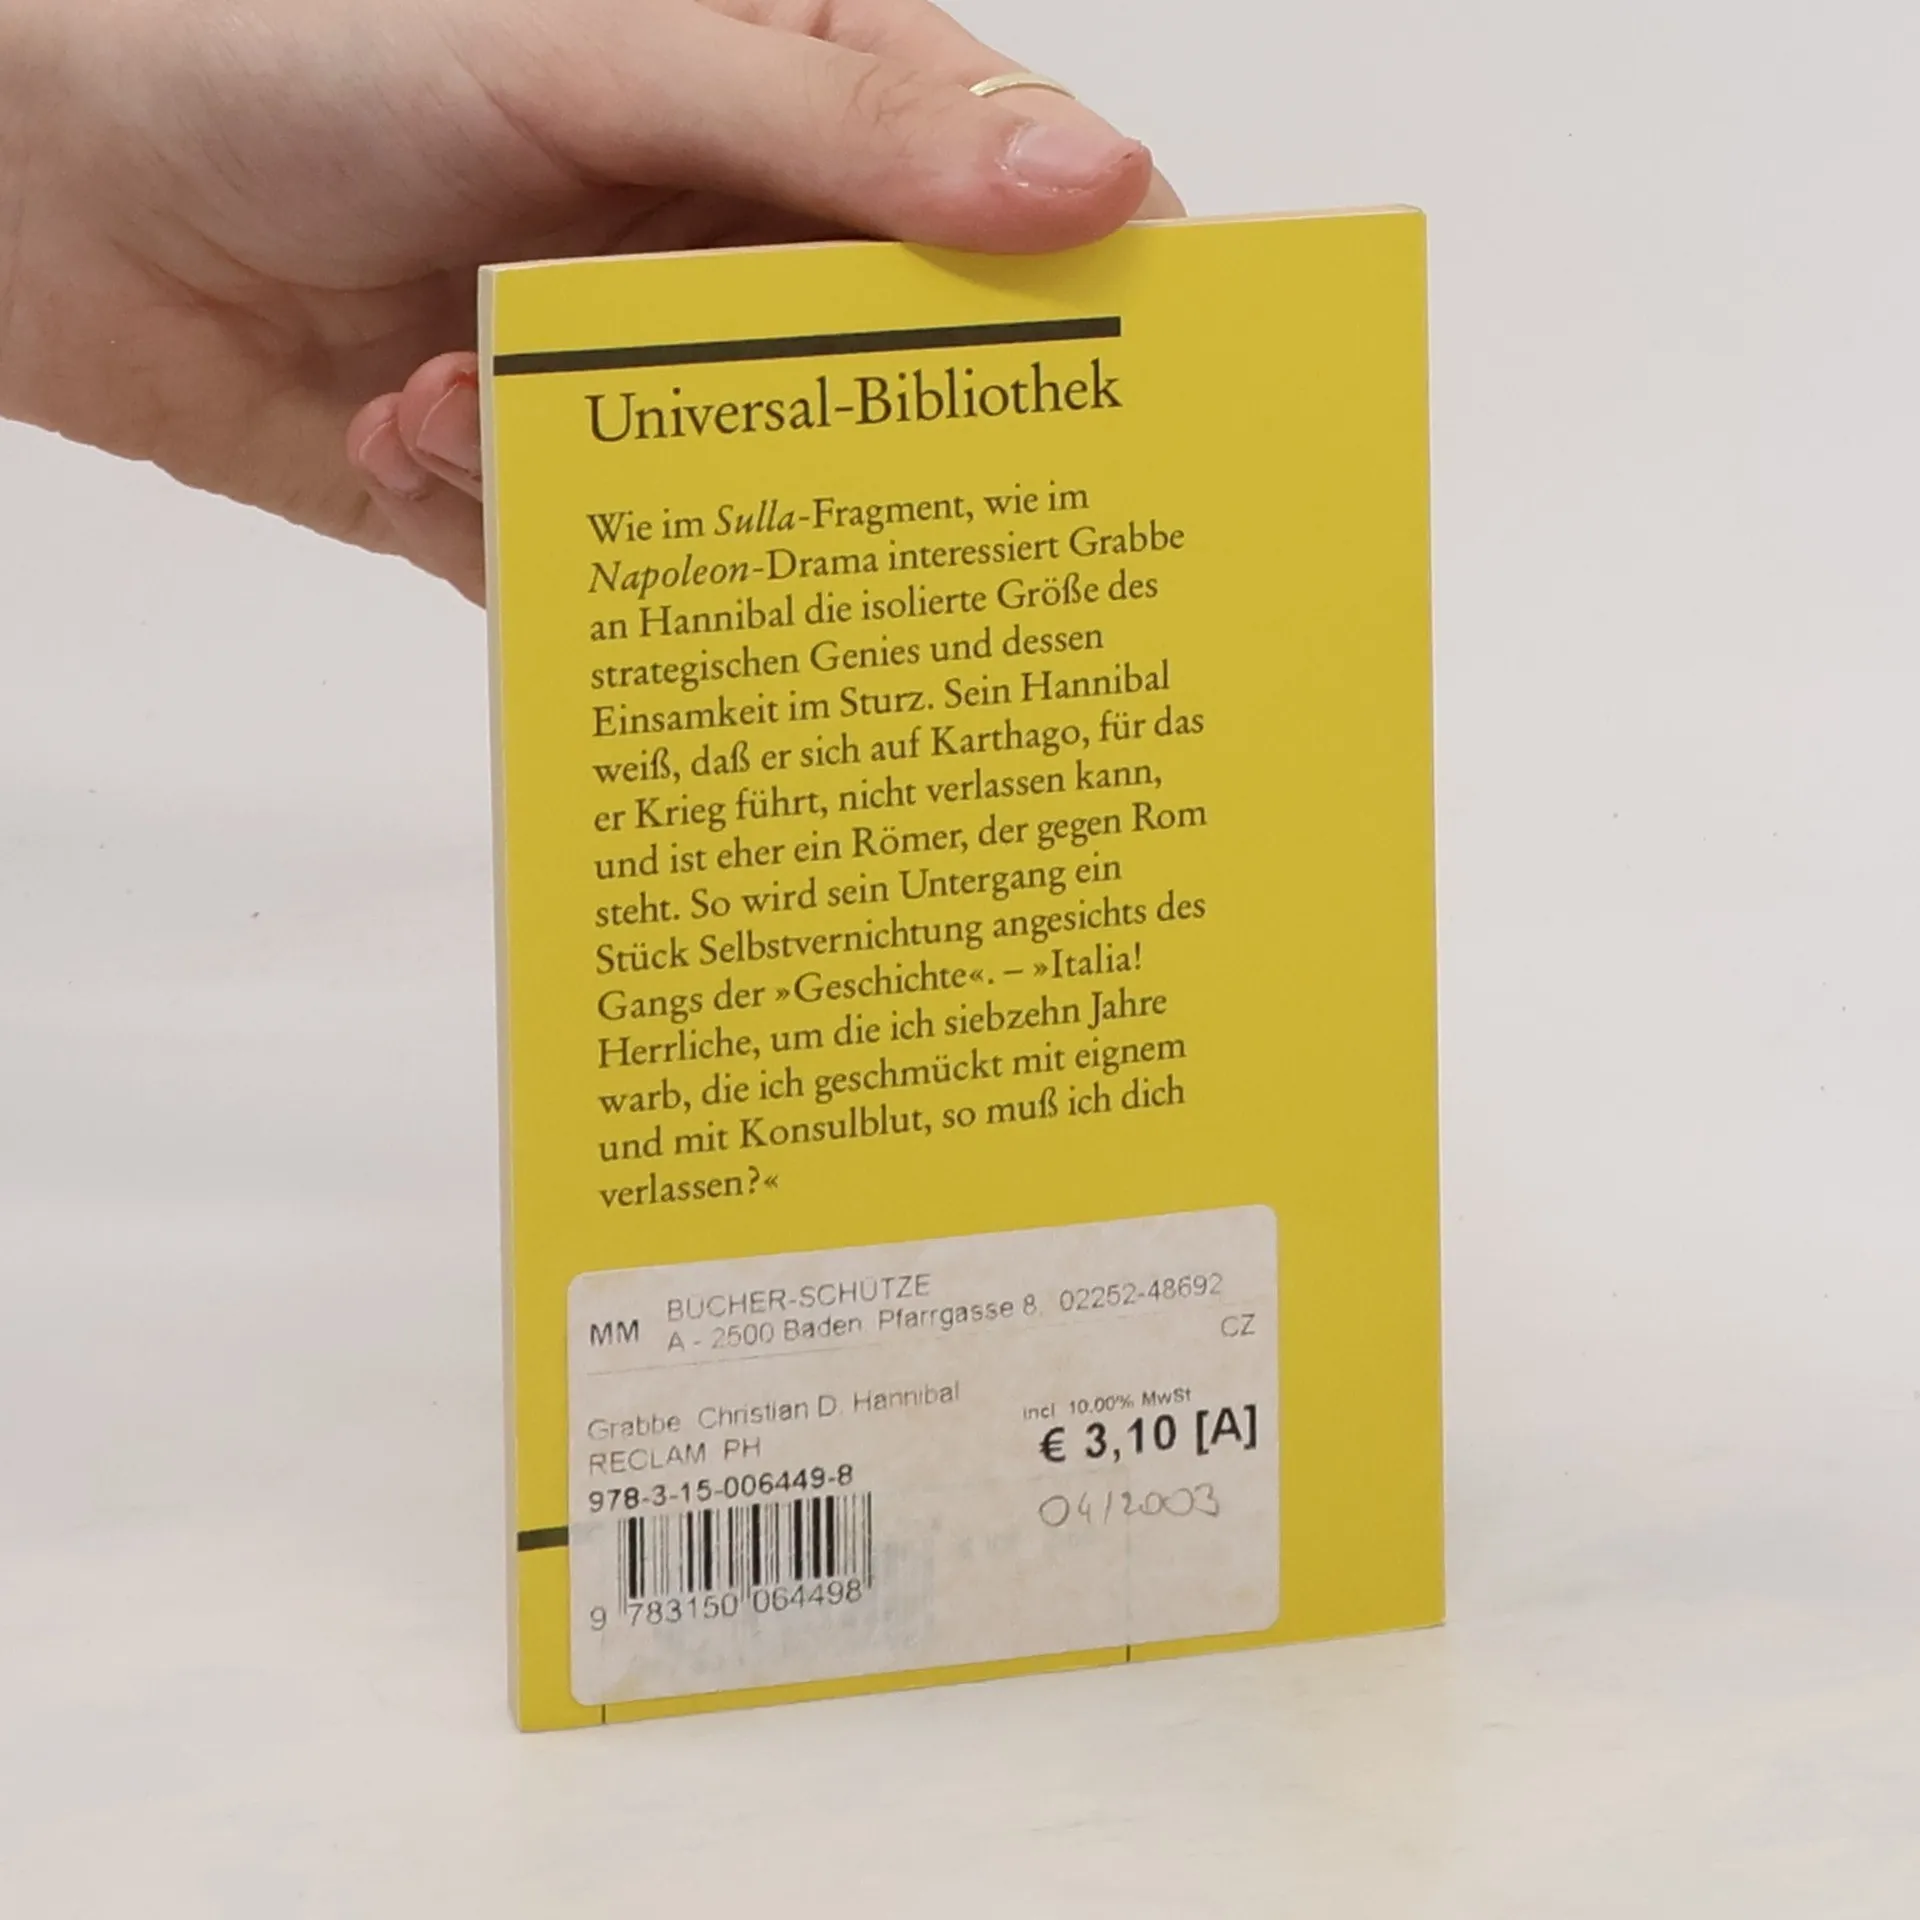 Universal-Bibliothek
Wie im Sulla-Fragment, wie im
Napoleon-Drama interessiert Grabbe
an Hannibal die isolierte Größe des
strategischen Genies und dessen
Einsamkeit im Sturz. Sein Hannibal
weiß, daß er sich auf Karthago, für das
er Krieg führt, nicht verlassen kann,
und ist eher ein Römer, der gegen Rom
steht. So wird sein Untergang ein
Stück Selbstvernichtung angesichts des
Gangs der »Geschichte«. – »Italia!
Herrliche, um die ich siebzehn Jahre
warb, die ich geschmückt mit eignem
und mit Konsulblut, so muß ich dich
verlassen?«
MM BÜCHER-SCHÜTZE
A - 2500 Baden, Pfarrgasse 8, 02252-48692
CZ
Grabbe, Christian D. Hannibal
RECLAM, PH
978-3-15-006449-8
incl. 10.00% MwSt
€ 3,10 [A]
04/2003
9 783150 064498